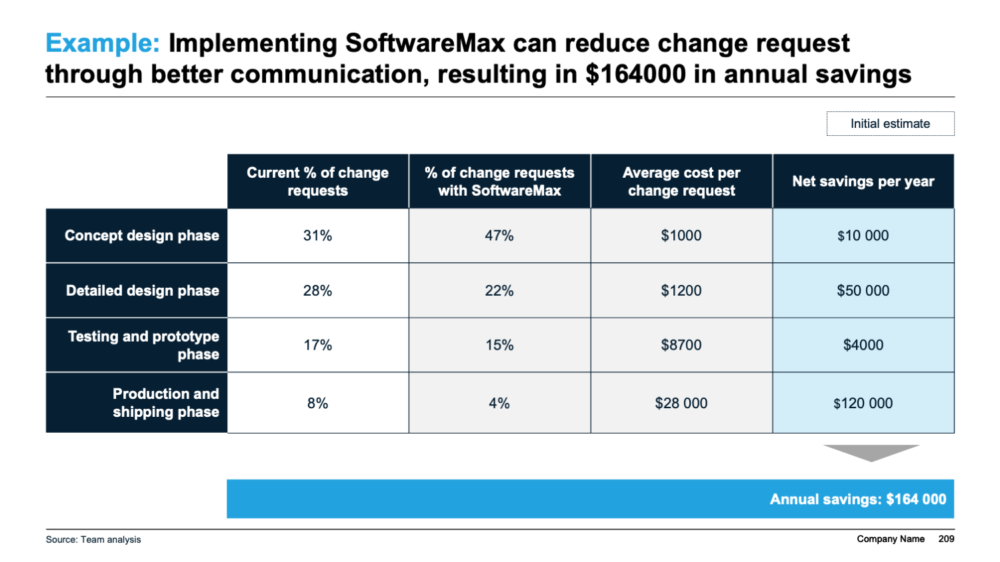 Example: Implementing SoftwareMax can reduce change request
through better communication, resulting in $164000 in annual savings
Initial estimate
Current % of change
requests
% of change requests
with SoftwareMax
Average cost per
change request
Net savings per year
Concept design phase
31%
47%
$1000
$10 000
Detailed design phase
28%
22%
$1200
$50 000
Testing and prototype
phase
17%
15%
$8700
$4000
Production and
shipping phase
8%
4%
$28 000
$120 000
Annual savings: $164 000
Source: Team analysis
Company Name 209